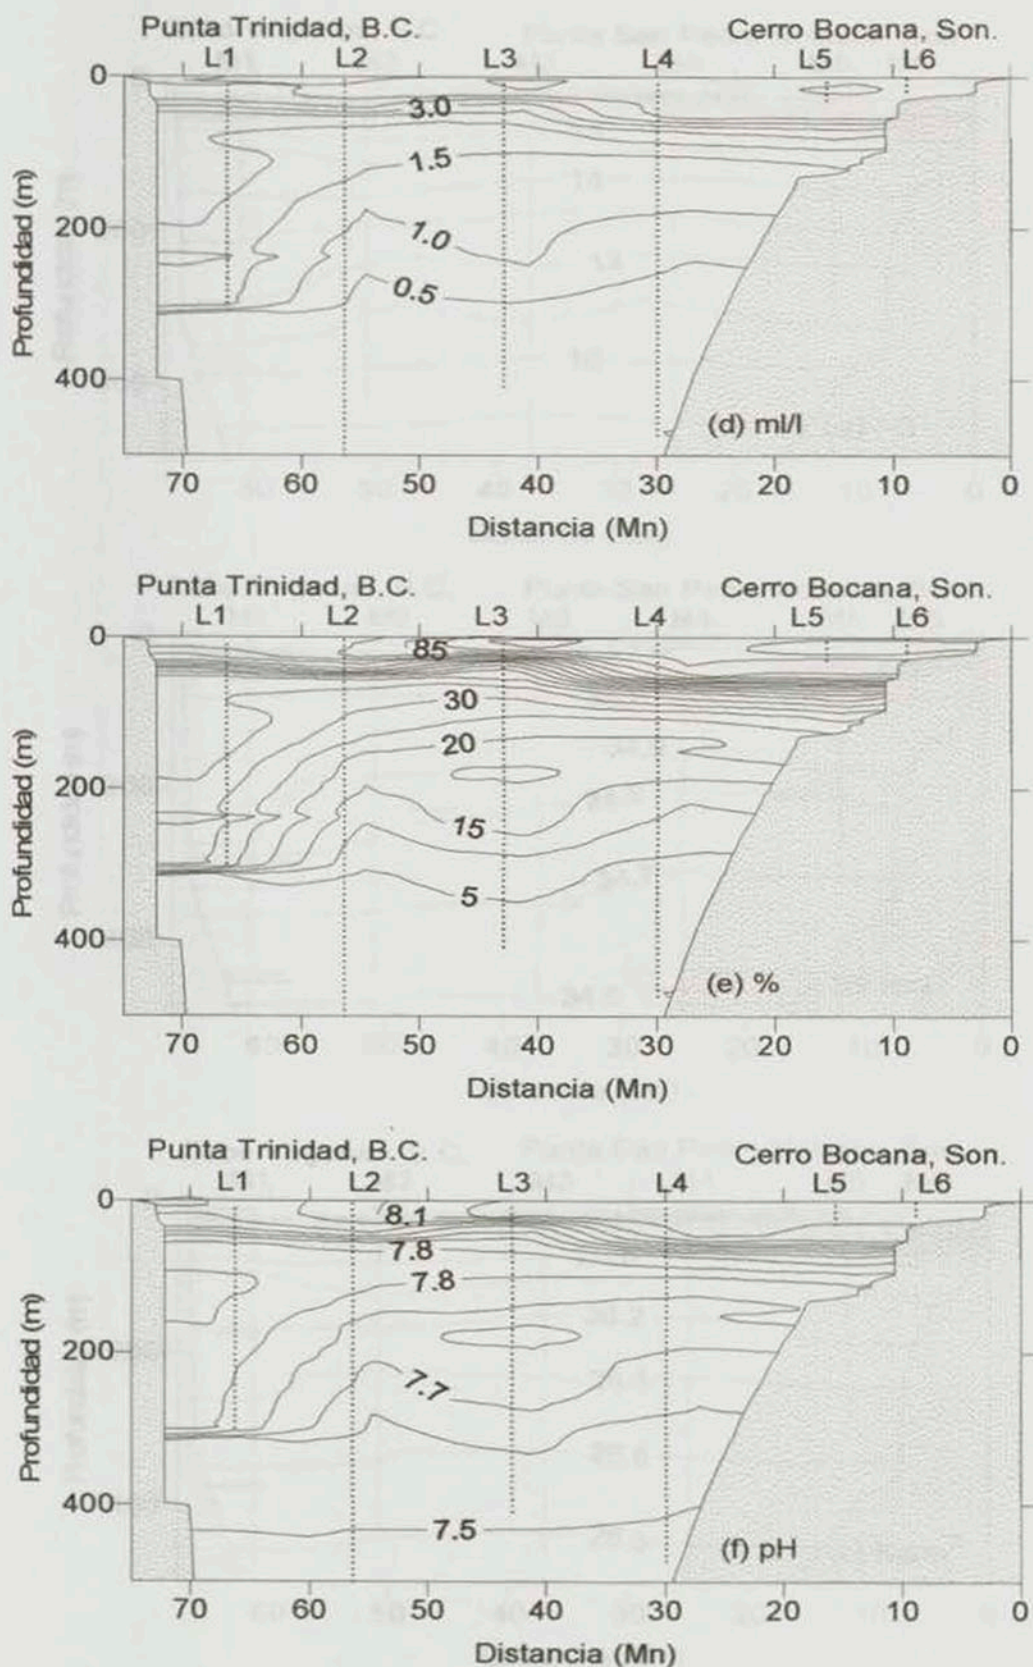 Punta Trinidad, B.C. Cerro Bocana, Son.
L1 L2 L3 L4 L5 L6
0
3.0
1.5
200
1.0
0.5
400
(d) ml/l
Profundidad (m)
70 60 50 40 30 20 10 0
Distancia (Mn)
Punta Trinidad, B.C. Cerro Bocana, Son.
L1 L2 L3 L4 L5 L6
0
85
30
20
200
15
5
400
(e) %
Profundidad (m)
70 60 50 40 30 20 10 0
Distancia (Mn)
Punta Trinidad, B.C. Cerro Bocana, Son.
L1 L2 L3 L4 L5 L6
0
8.1
7.8
7.8
200
7.7
400
7.5
(f) pH
Profundidad (m)
70 60 50 40 30 20 10 0
Distancia (Mn)